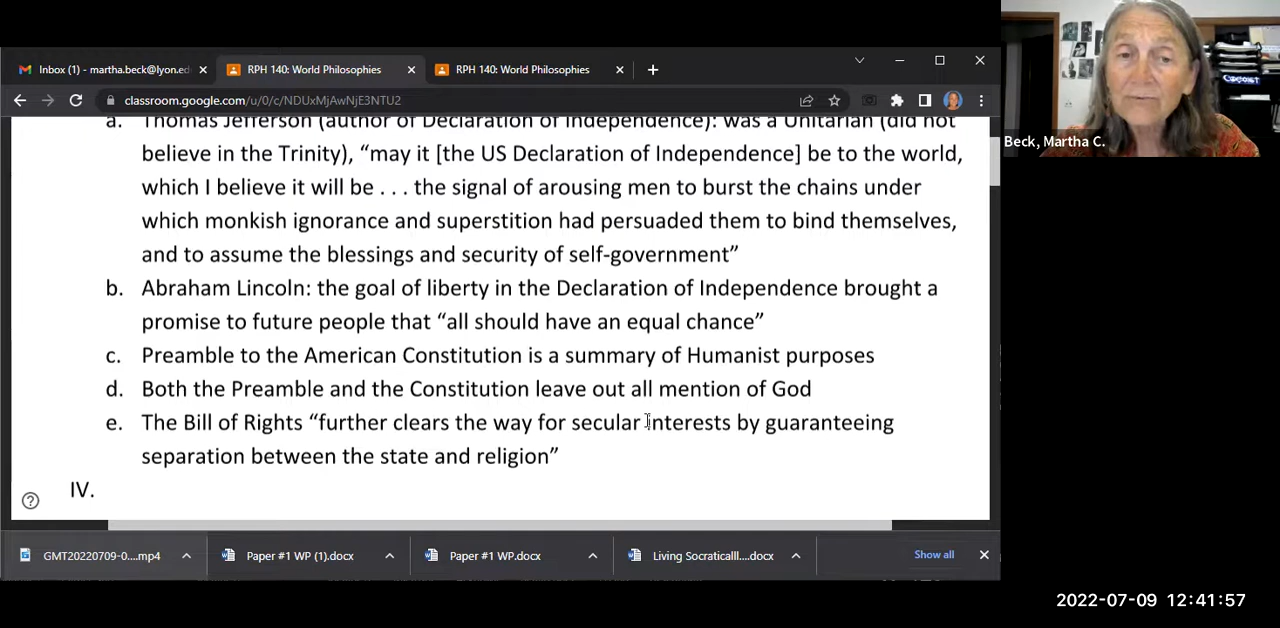 Inbox (1) - martha.beck@lyon.ed
RPH 140: World Philosophies
RPH 140: World Philosophies
classroom.google.com/u/0/c/NDUxMjAwNjE3NTU2
a. Thomas Jefferson (author of Declaration of Independence): was a Unitarian (did not
believe in the Trinity), “may it [the US Declaration of Independence] be to the world,
which I believe it will be . . . the signal of arousing men to burst the chains under
which monkish ignorance and superstition had persuaded them to bind themselves,
and to assume the blessings and security of self-government”
b. Abraham Lincoln: the goal of liberty in the Declaration of Independence brought a
promise to future people that “all should have an equal chance”
c. Preamble to the American Constitution is a summary of Humanist purposes
d. Both the Preamble and the Constitution leave out all mention of God
e. The Bill of Rights “further clears the way for secular interests by guaranteeing
separation between the state and religion”
IV.
GMT20220709-0....mp4
Paper #1 WP (1).docx
Paper #1 WP.docx
Living Socraticalll....docx
Show all
Beck, Martha C.
2022-07-09 12:41:57